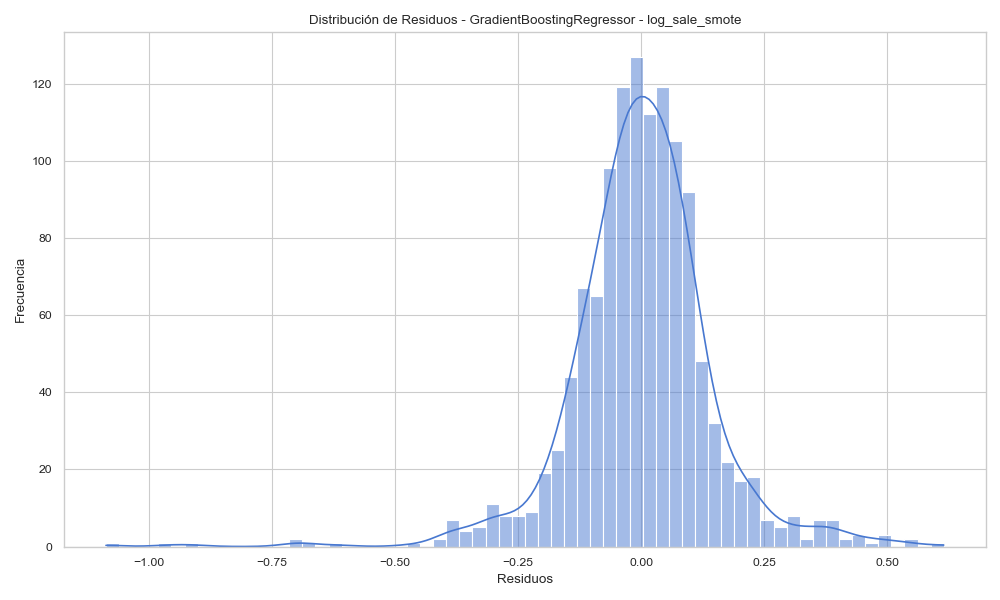 Distribución de Residuos - GradientBoostingRegressor - log_sale_smote
Frecuencia
120
100
80
60
40
20
0
−1.00 −0.75 −0.50 −0.25 0.00 0.25 0.50
Residuos